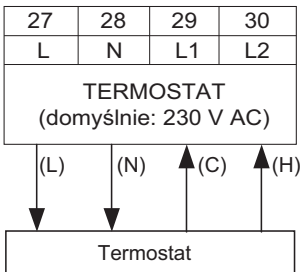 27 28 29 30
L N L1 L2
TERMOSTAT
(domyślnie: 230 V AC)
(L) (N) (C) (H)
Termostat